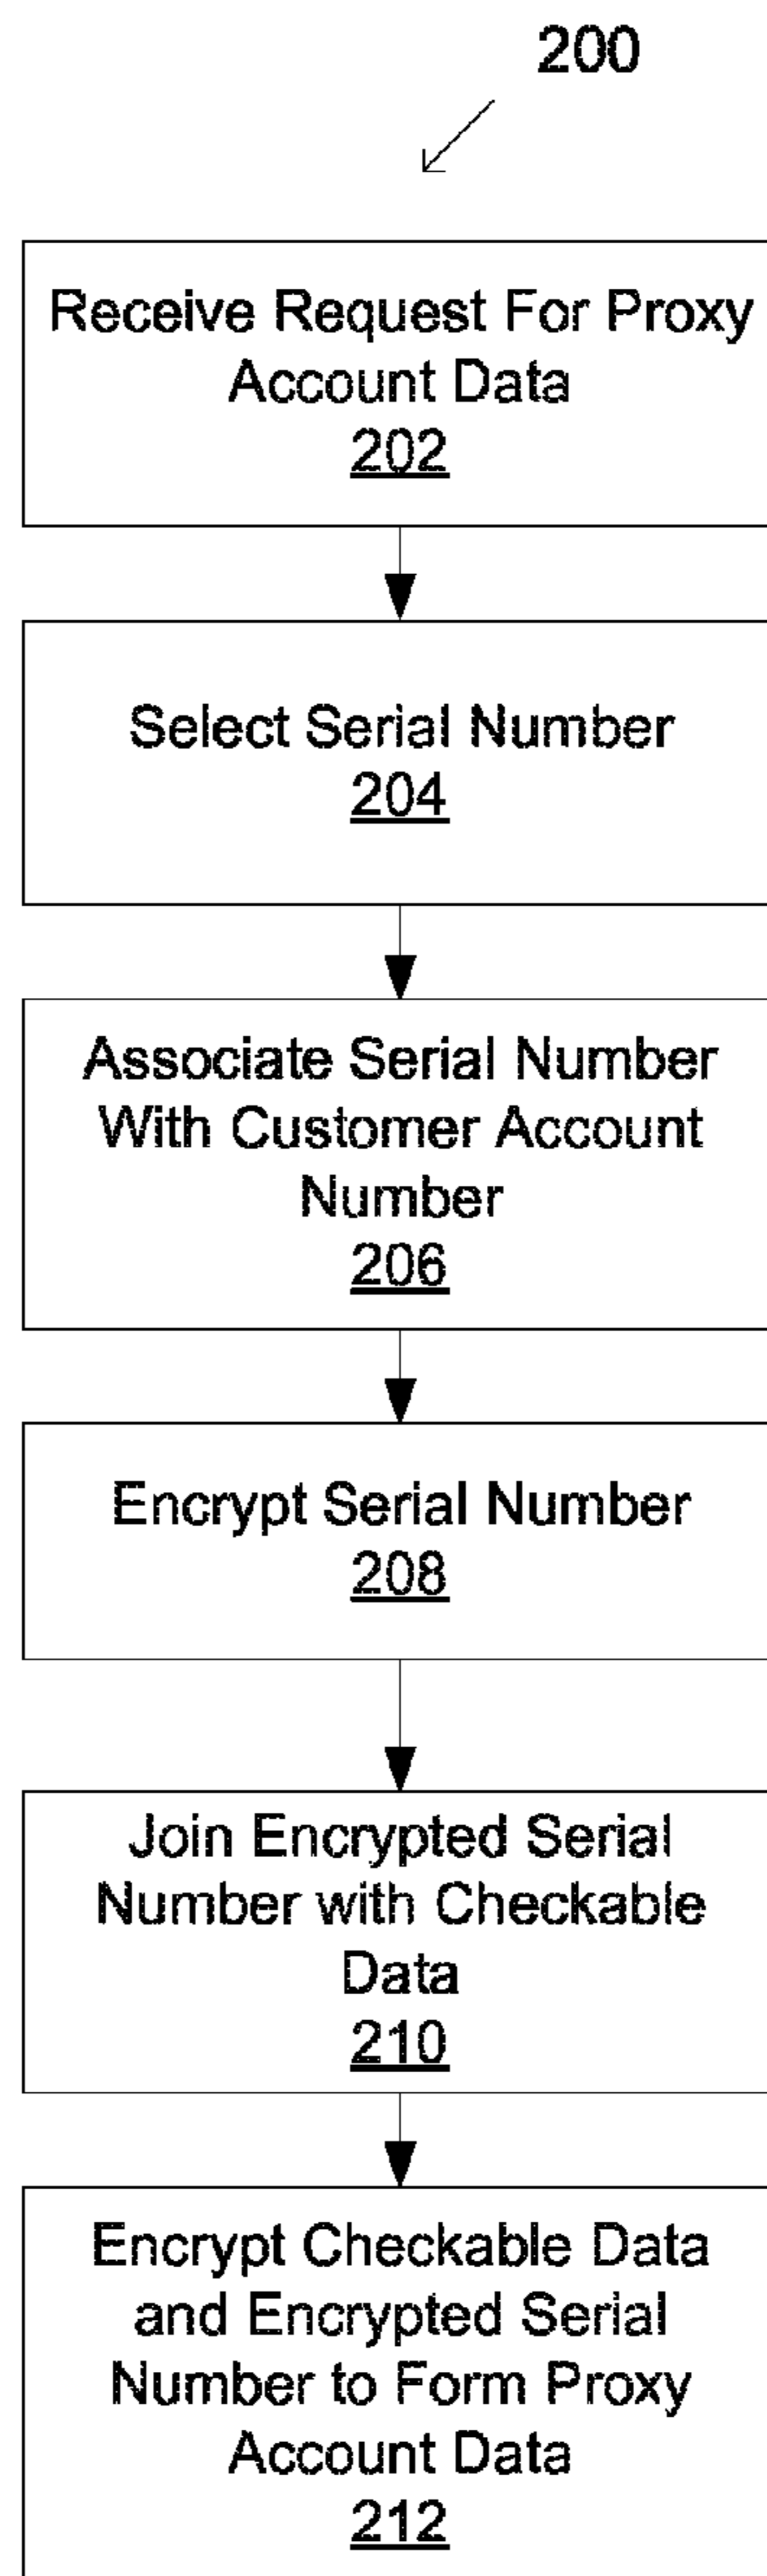 200
Receive Request For Proxy
Account Data
202
Select Serial Number
204
Associate Serial Number
With Customer Account
Number
206
Encrypt Serial Number
208
Join Encrypted Serial
Number with Checkable
Data
210
Encrypt Checkable Data
and Encrypted Serial
Number to Form Proxy
Account Data
212